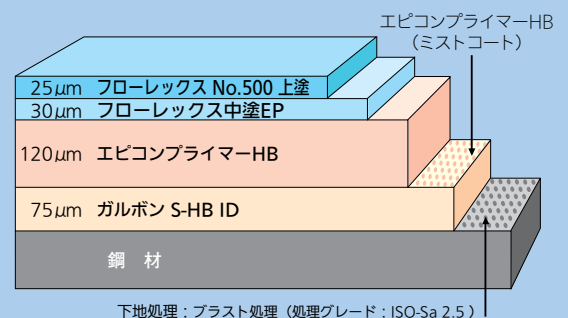 エピコンプライマーHB
(ミストコート)
25μm フローレックス No.500 上塗
30μm フローレックス中塗EP
120μm エピコンプライマーHB
75μm ガルボン S-HB ID
鋼 材
下地処理:ブラスト処理(処理グレード:ISO-Sa 2.5 )